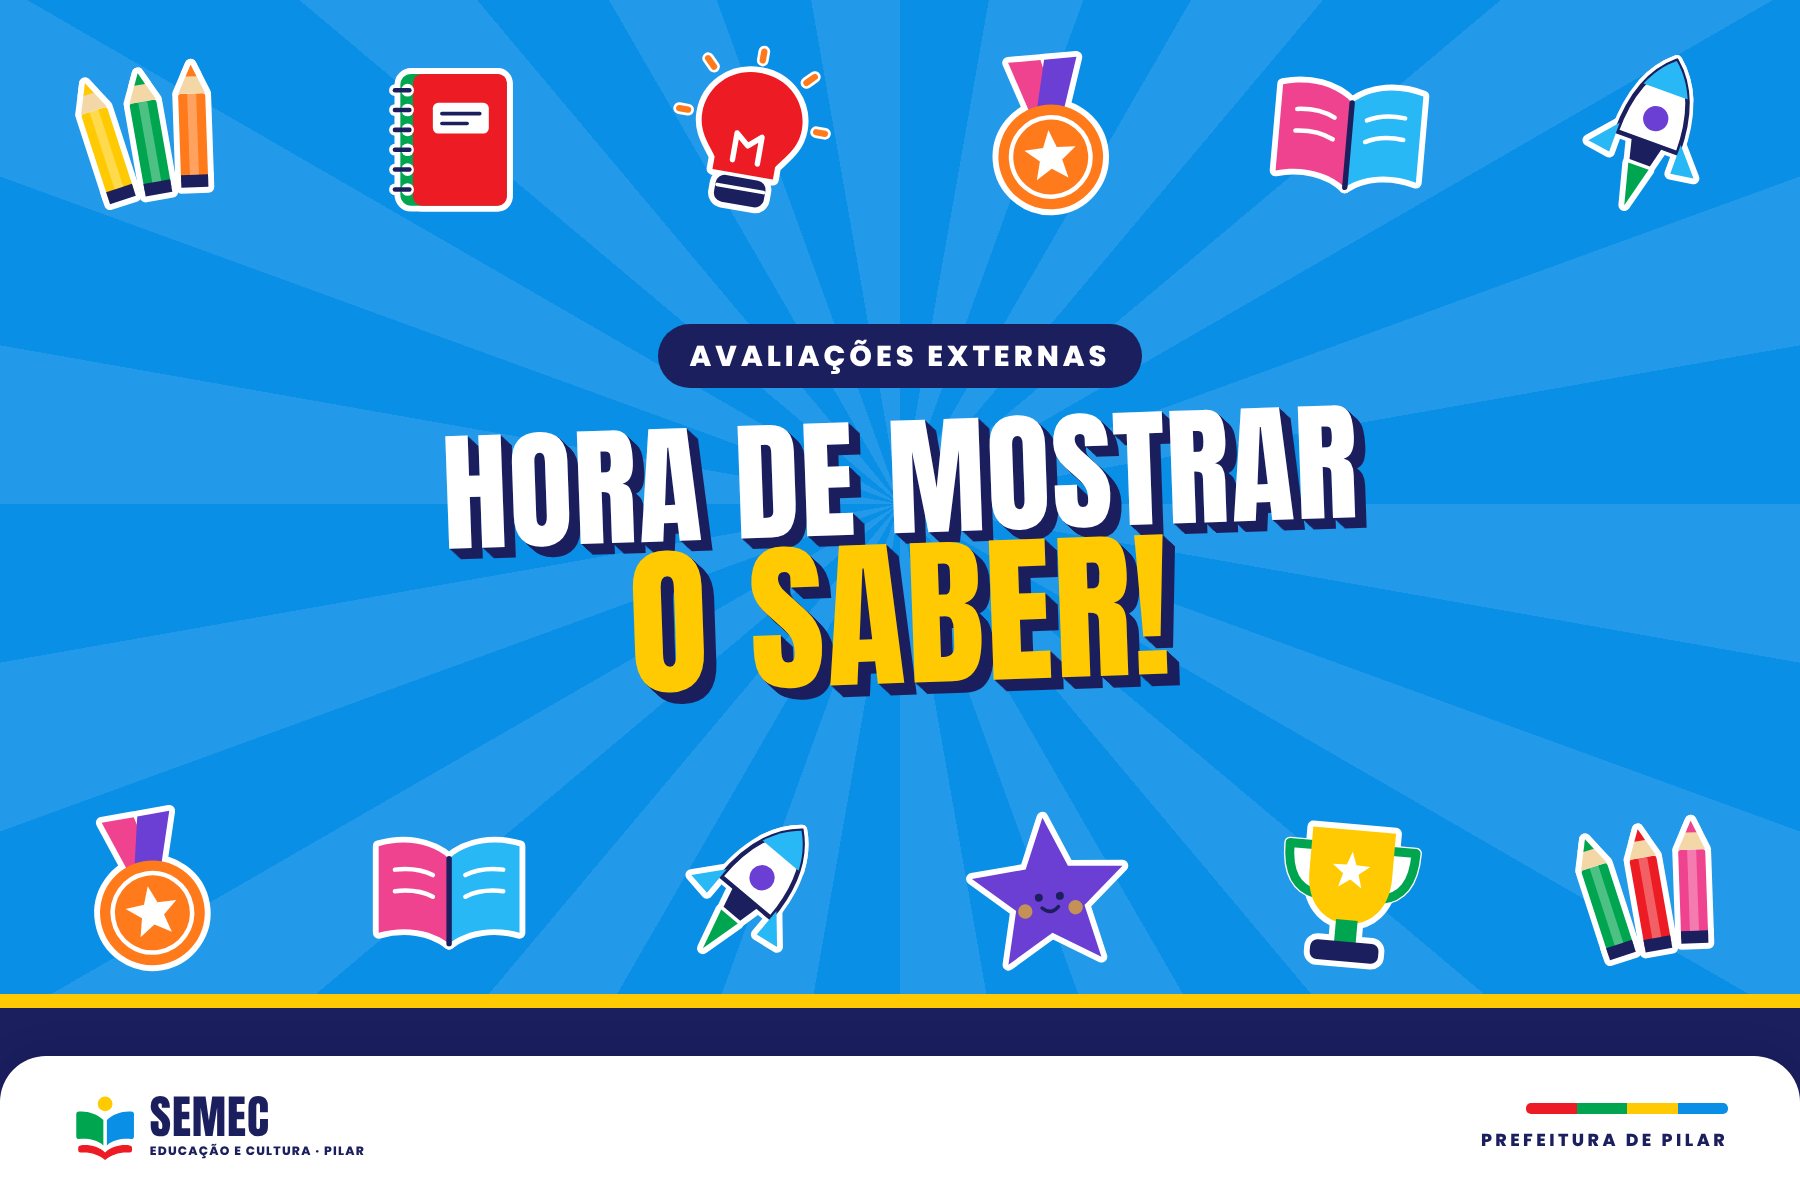 AVALIAÇÕES EXTERNAS
HORA DE MOSTRAR
O SABER!
SEMEC
EDUCAÇÃO E CULTURA · PILAR
PREFEITURA DE PILAR